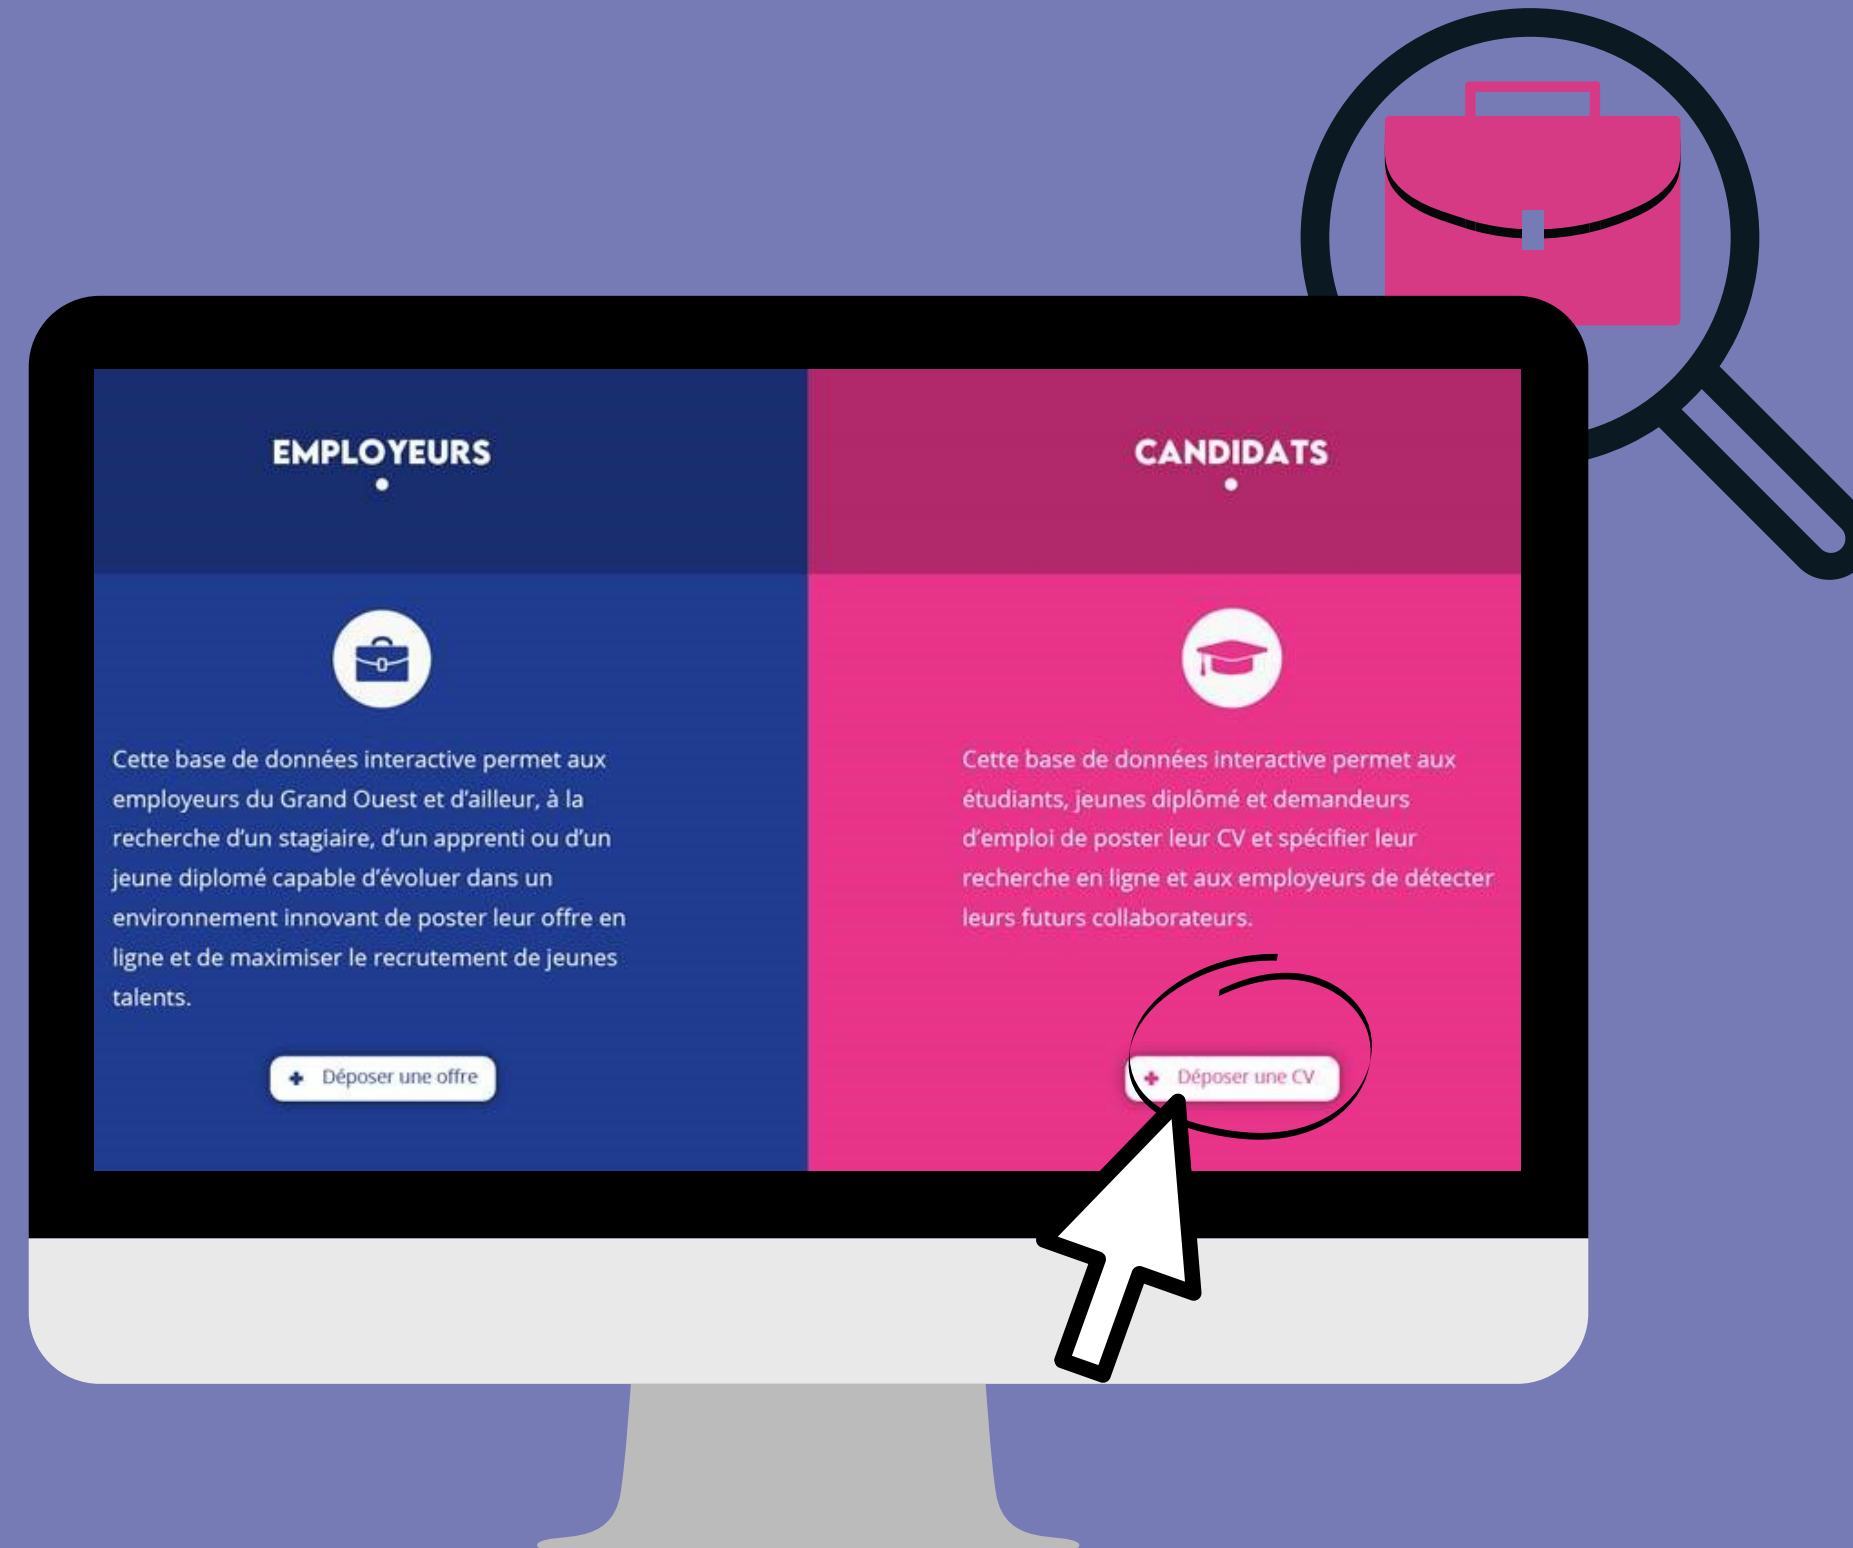 EMPLOYEURS
Cette base de données interactive permet aux
employeurs du Grand Ouest et d'ailleur, à la
recherche d'un stagiaire, d'un apprenti ou d'un
jeune diplomé capable d'évoluer dans un
environnement innovant de poster leur offre en
ligne et de maximiser le recrutement de jeunes
talents.
Déposer une offre
CANDIDATS
Cette base de données interactive permet aux
étudiants, jeunes diplômé et demandeurs
d'emploi de poster leur CV et spécifier leur
recherche en ligne et aux employeurs de détecter
leurs futurs collaborateurs.
Déposer une CV